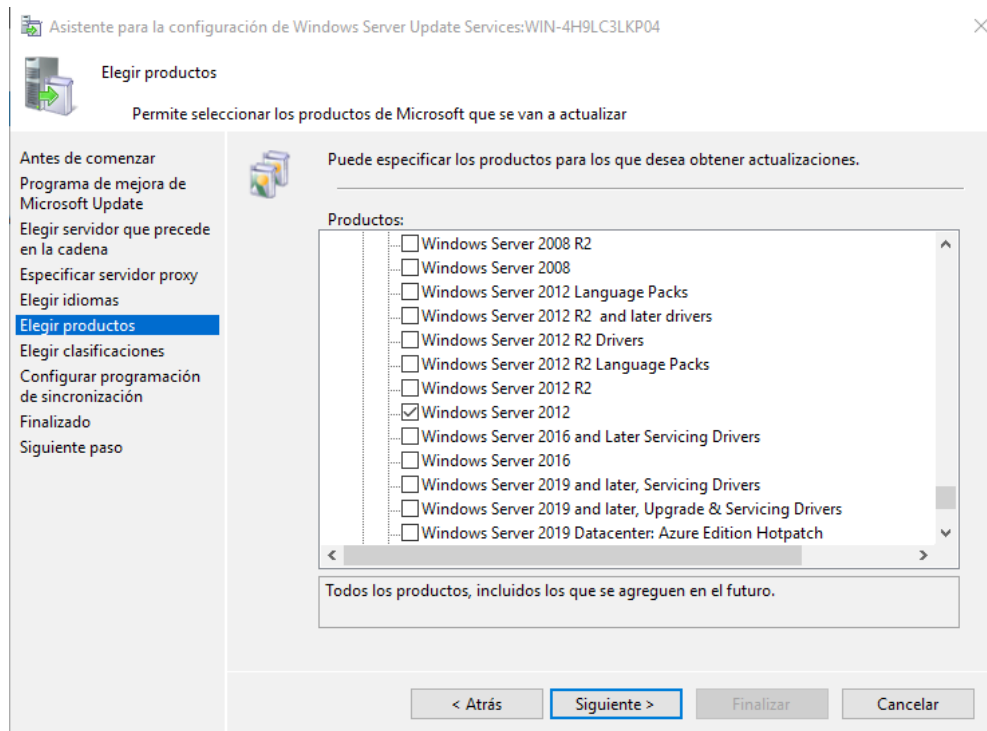 Asistente para la configuración de Windows Server Update Services:WIN-4H9LC3LKP04
Elegir productos
Permite seleccionar los productos de Microsoft que se van a actualizar
Antes de comenzar
Programa de mejora de
Microsoft Update
Elegir servidor que precede
en la cadena
Especificar servidor proxy
Elegir idiomas
Elegir productos
Elegir clasificaciones
Configurar programación
de sincronización
Finalizado
Siguiente paso
Puede especificar los productos para los que desea obtener actualizaciones.
Productos:
Windows Server 2008 R2
Windows Server 2008
Windows Server 2012 Language Packs
Windows Server 2012 R2  and later drivers
Windows Server 2012 R2 Drivers
Windows Server 2012 R2 Language Packs
Windows Server 2012 R2
Windows Server 2012
Windows Server 2016 and Later Servicing Drivers
Windows Server 2016
Windows Server 2019 and later, Servicing Drivers
Windows Server 2019 and later, Upgrade & Servicing Drivers
Windows Server 2019 Datacenter: Azure Edition Hotpatch
Todos los productos, incluidos los que se agreguen en el futuro.
< Atrás
Siguiente >
Finalizar
Cancelar